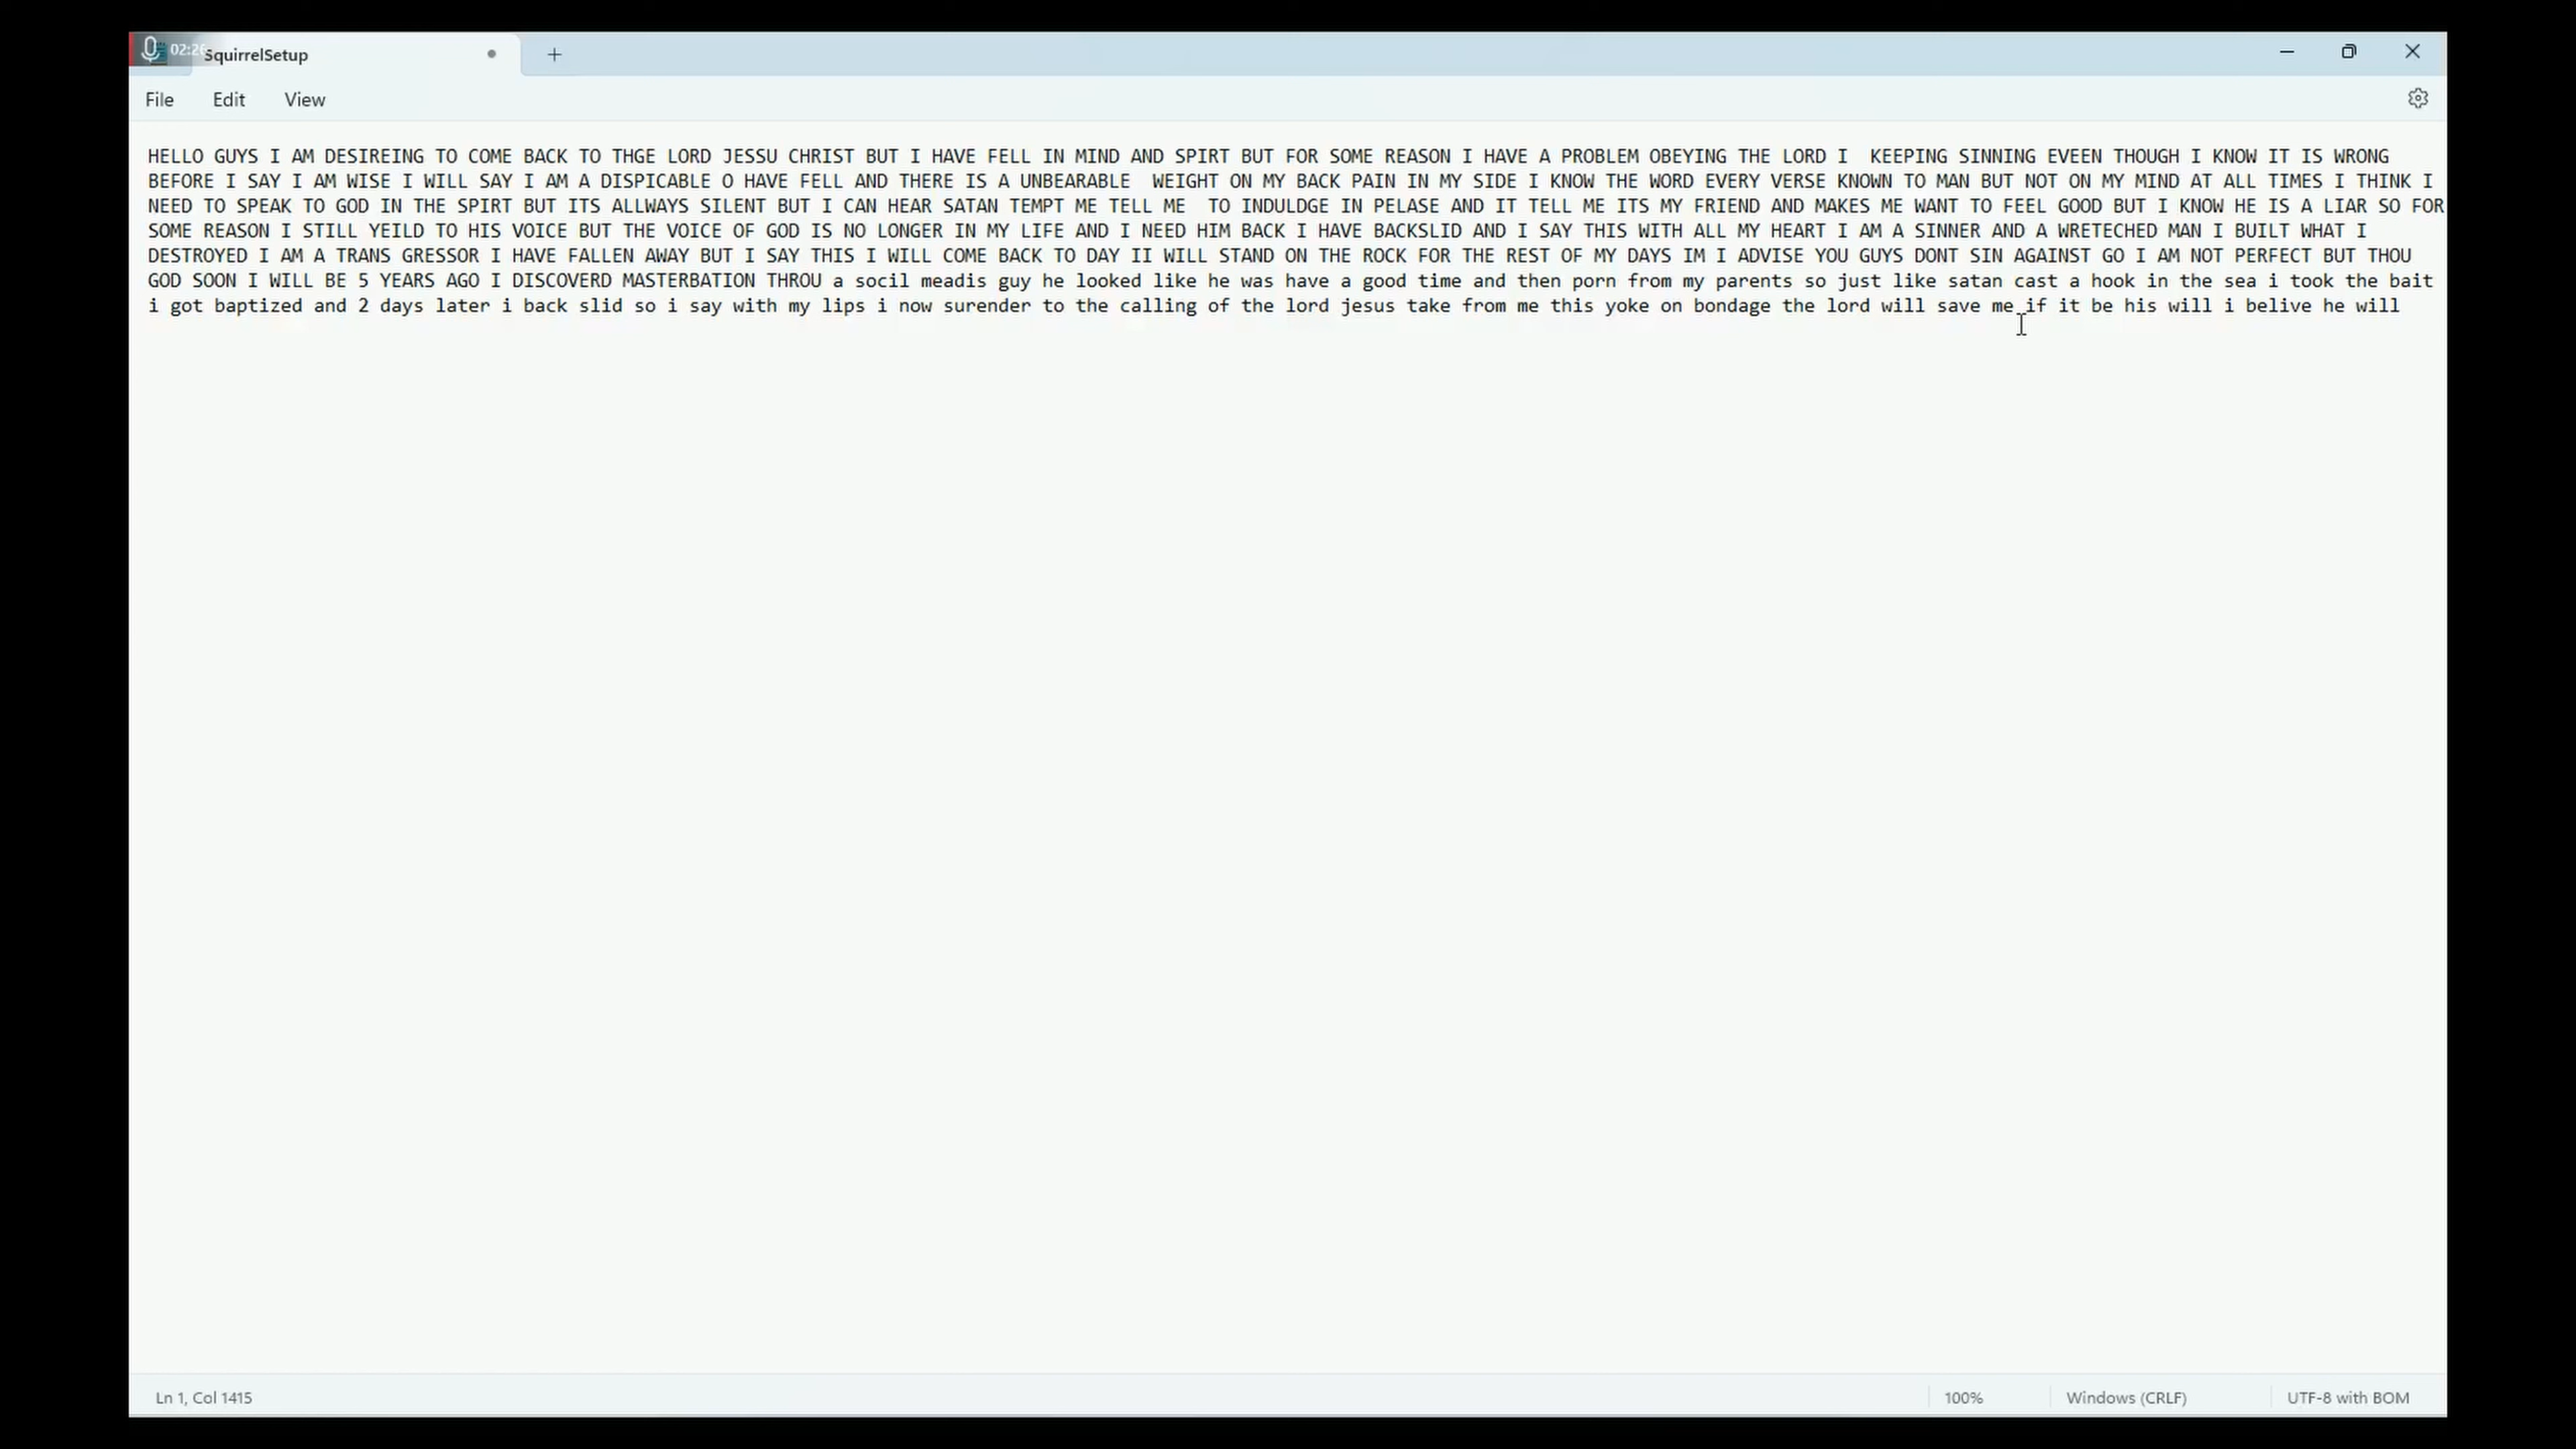 02:26 SquirrelSetup
File Edit View
HELLO GUYS I AM DESIREING TO COME BACK TO THGE LORD JESSU CHRIST BUT I HAVE FELL IN MIND AND SPIRT BUT FOR SOME REASON I HAVE A PROBLEM OBEYING THE LORD I  KEEPING SINNING EVEEN THOUGH I KNOW IT IS WRONG
BEFORE I SAY I AM WISE I WILL SAY I AM A DISPICABLE O HAVE FELL AND THERE IS A UNBEARABLE  WEIGHT ON MY BACK PAIN IN MY SIDE I KNOW THE WORD EVERY VERSE KNOWN TO MAN BUT NOT ON MY MIND AT ALL TIMES I THINK I
NEED TO SPEAK TO GOD IN THE SPIRT BUT ITS ALLWAYS SILENT BUT I CAN HEAR SATAN TEMPT ME TELL ME  TO INDULDGE IN PELASE AND IT TELL ME ITS MY FRIEND AND MAKES ME WANT TO FEEL GOOD BUT I KNOW HE IS A LIAR SO FOR
SOME REASON I STILL YEILD TO HIS VOICE BUT THE VOICE OF GOD IS NO LONGER IN MY LIFE AND I NEED HIM BACK I HAVE BACKSLID AND I SAY THIS WITH ALL MY HEART I AM A SINNER AND A WRETECHED MAN I BUILT WHAT I
DESTROYED I AM A TRANS GRESSOR I HAVE FALLEN AWAY BUT I SAY THIS I WILL COME BACK TO DAY II WILL STAND ON THE ROCK FOR THE REST OF MY DAYS IM I ADVISE YOU GUYS DONT SIN AGAINST GO I AM NOT PERFECT BUT THOU
GOD SOON I WILL BE 5 YEARS AGO I DISCOVERD MASTERBATION THROU a socil meadis guy he looked like he was have a good time and then porn from my parents so just like satan cast a hook in the sea i took the bait
i got baptized and 2 days later i back slid so i say with my lips i now surender to the calling of the lord jesus take from me this yoke on bondage the lord will save me if it be his will i belive he will
Ln 1, Col 1415 100% Windows (CRLF) UTF-8 with BOM